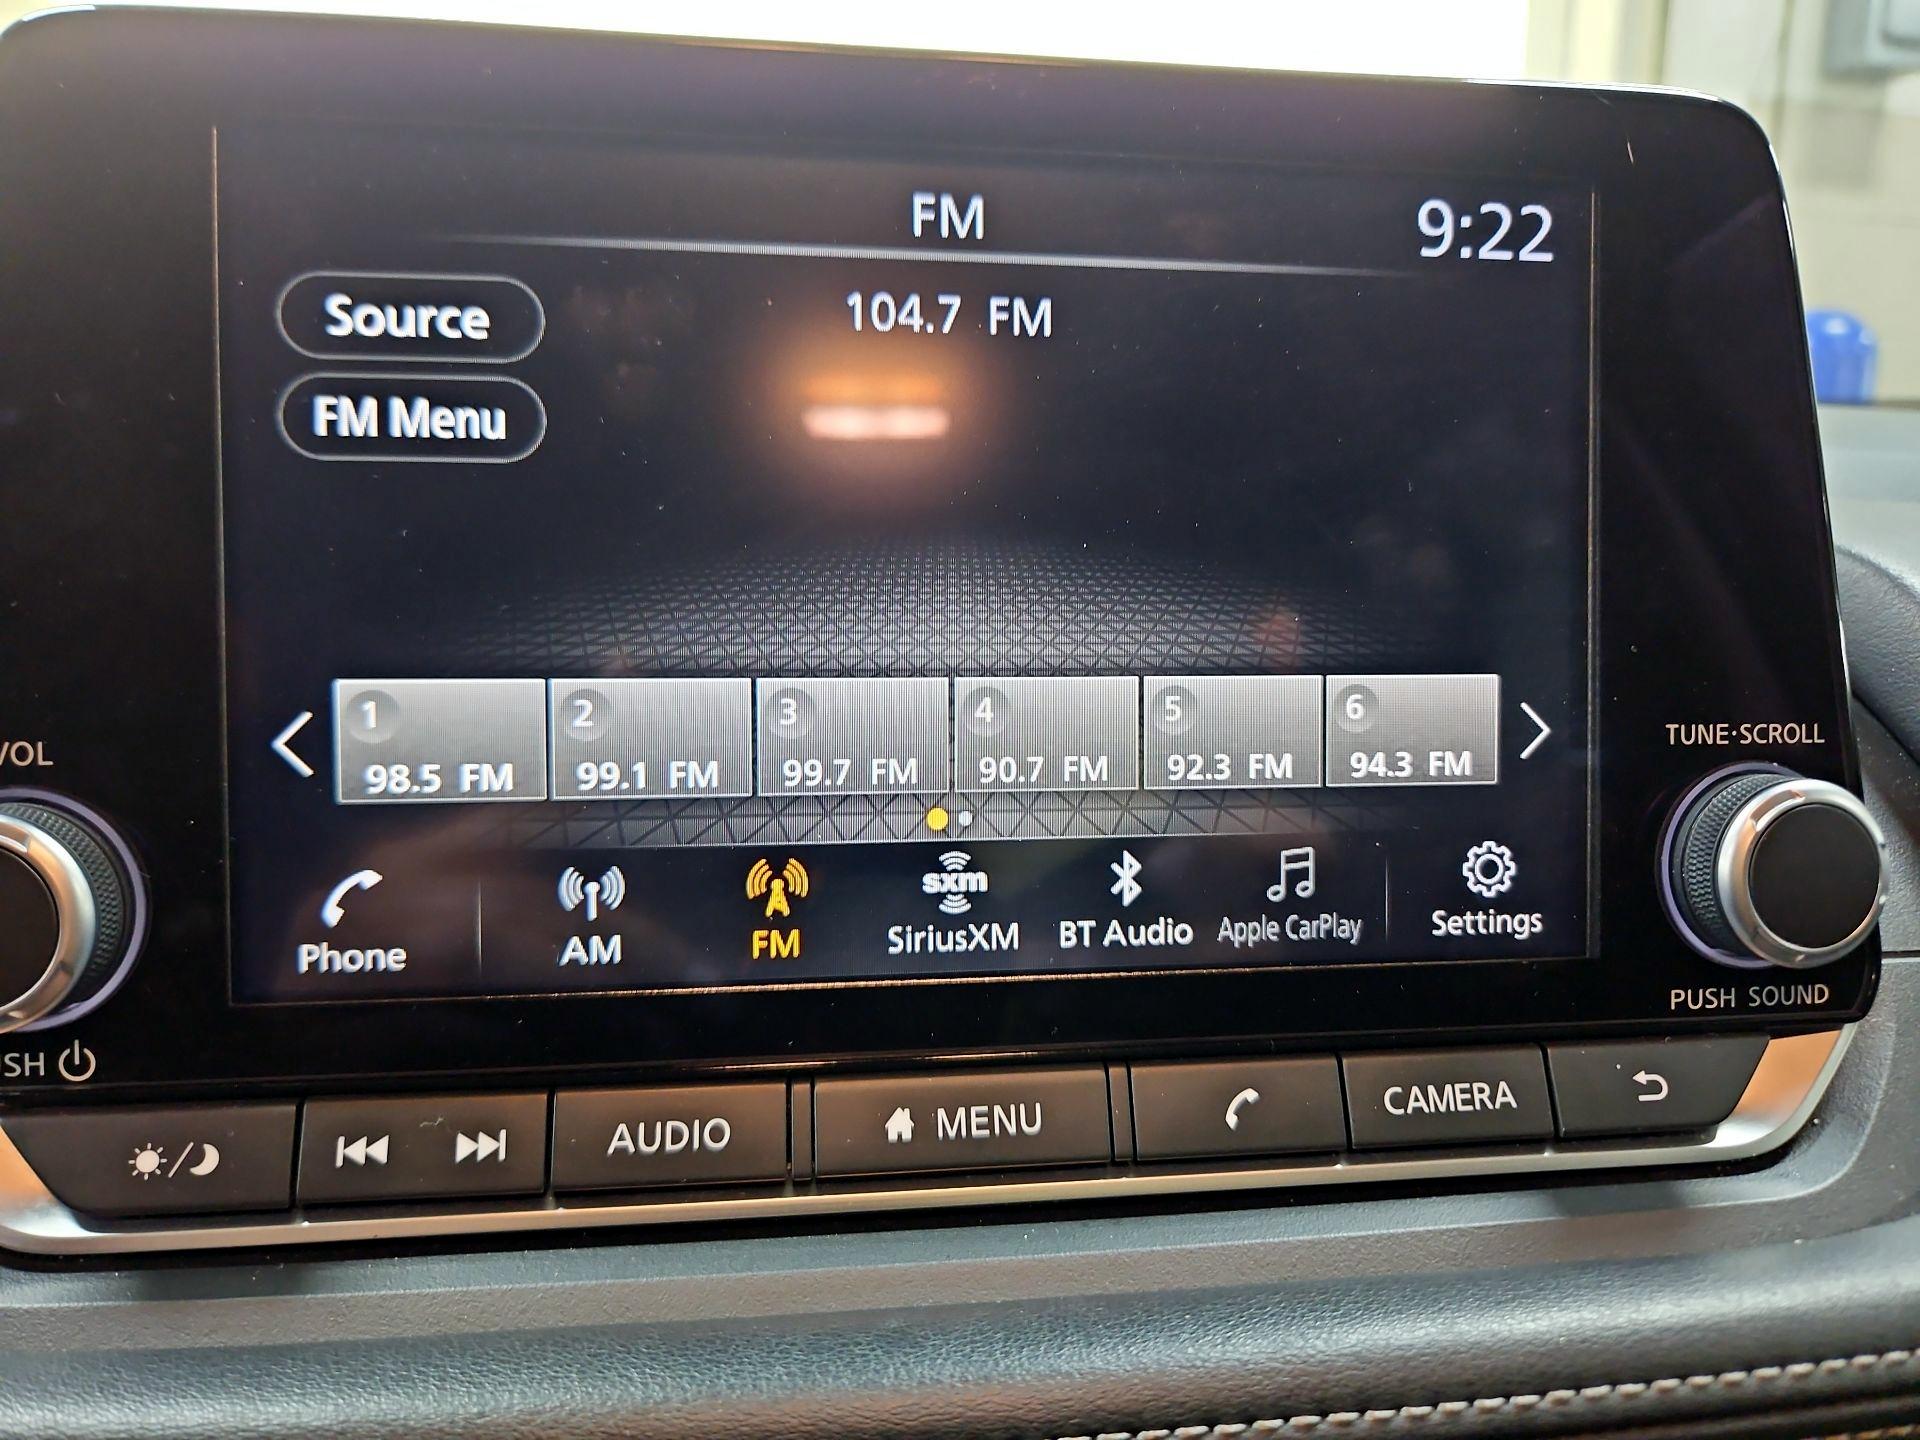 FM
9:22
Source
104.7 FM
FM Menu
1
2
3
4
5
6
98.5 FM
99.1 FM
99.7 FM
90.7 FM
92.3 FM
94.3 FM
VOL
TUNE·SCROLL
sxm
Phone
AM
FM
SiriusXM
BT Audio
Apple CarPlay
Settings
PUSH SOUND
SH
AUDIO
MENU
CAMERA